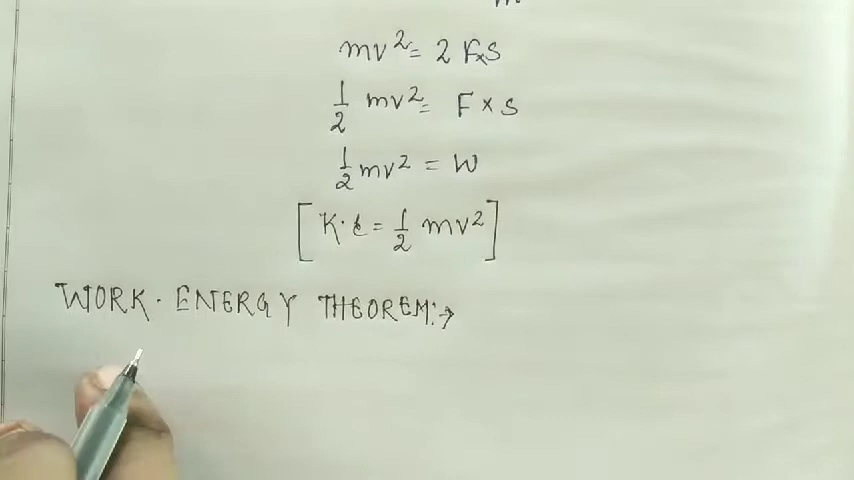 m
mv² = 2 F×S
1/2 mv² = F × S
1/2 mv² = W
[K.E = 1/2 mv²]
WORK. ENERGY THEOREM:→